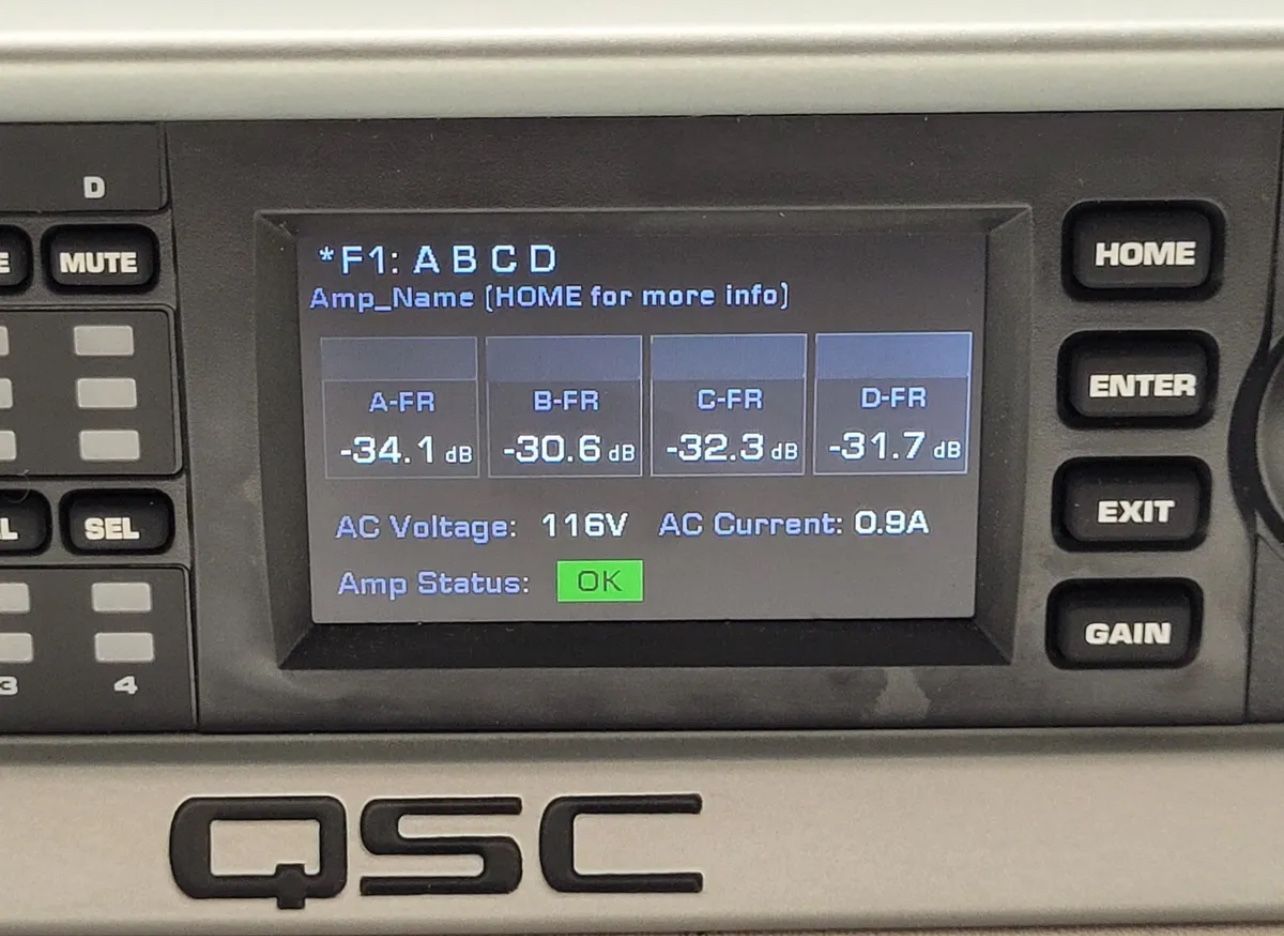 D
MUTE
*F1: A B C D
Amp_Name (HOME for more info)
A-FR B-FR C-FR D-FR
-34.1 dB -30.6 dB -32.3 dB -31.7 dB
AC Voltage: 116V AC Current: 0.9A
Amp Status: OK
SEL
3 4
HOME
ENTER
EXIT
GAIN
QSC